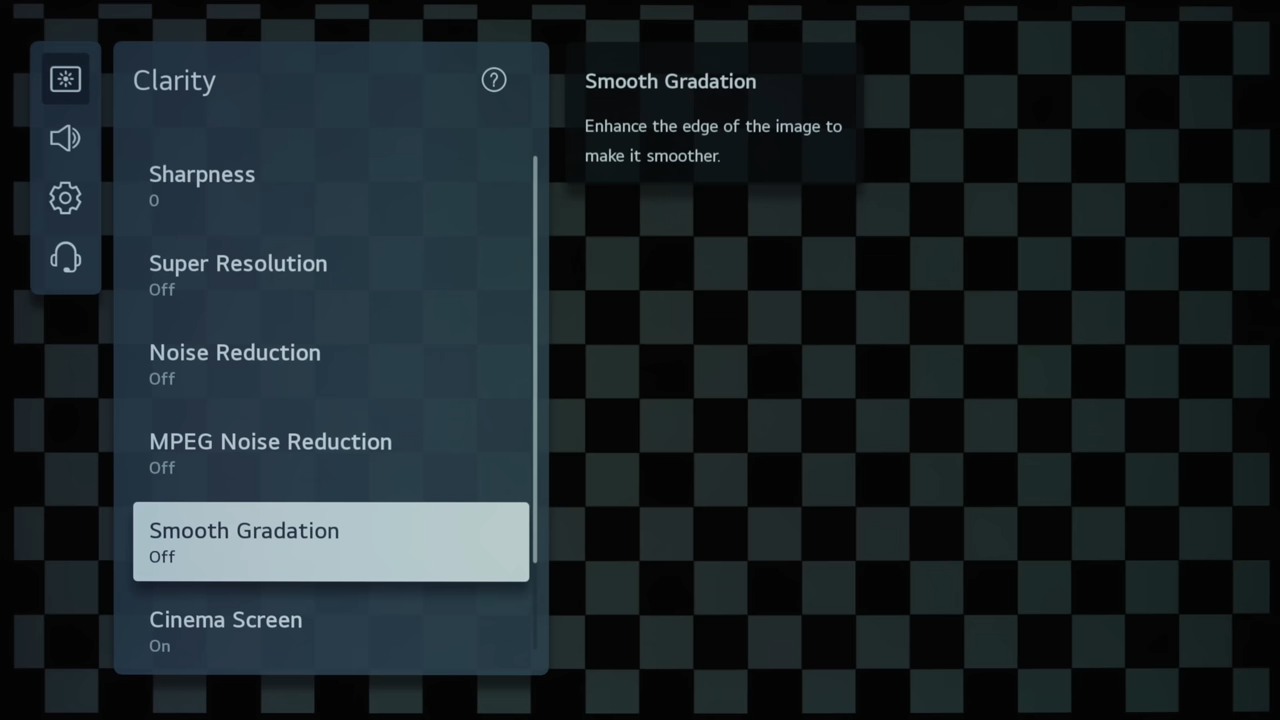 Clarity
?
Sharpness
0
Super Resolution
Off
Noise Reduction
Off
MPEG Noise Reduction
Off
Smooth Gradation
Off
Cinema Screen
On
Smooth Gradation
Enhance the edge of the image to
make it smoother.